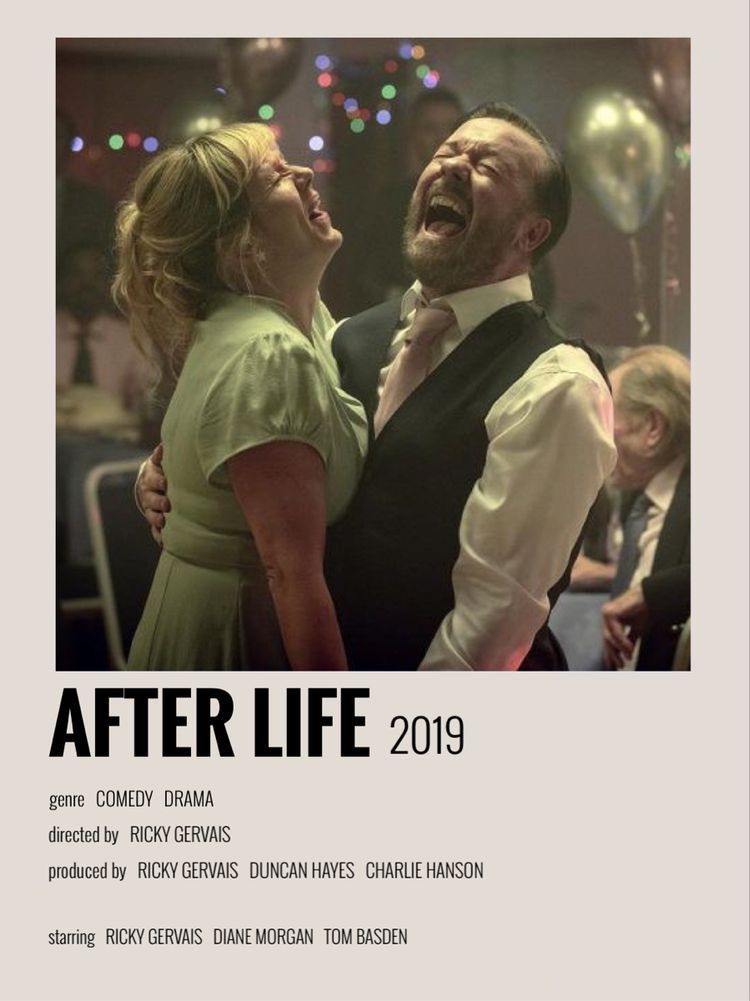 AFTER LIFE 2019
genre COMEDY DRAMA
directed by RICKY GERVAIS
produced by RICKY GERVAIS DUNCAN HAYES CHARLIE HANSON
starring RICKY GERVAIS DIANE MORGAN TOM BASDEN